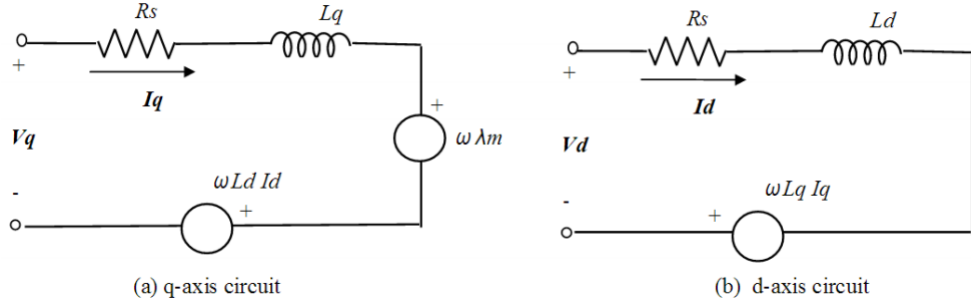 Rs
Lq
+
Iq
+
ω λm
Vq
-
ωLd Id
+
(a) q-axis circuit
Rs
Ld
+
Id
Vd
-
ωLq Iq
+
(b) d-axis circuit